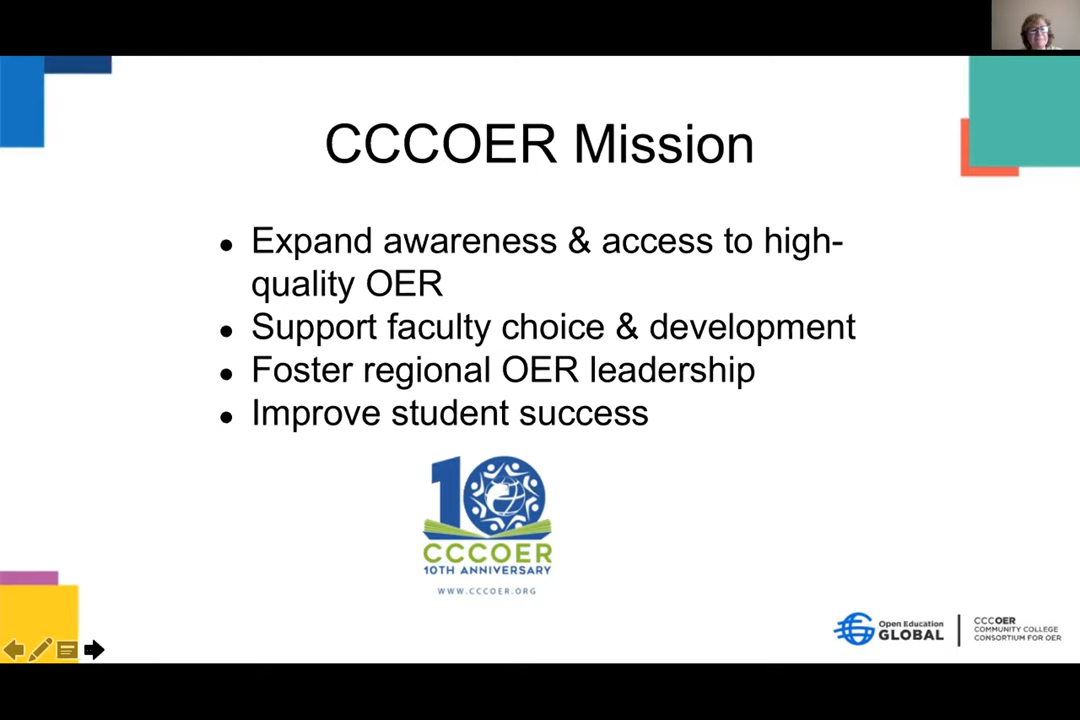 CCCOER Mission
● Expand awareness & access to high-
quality OER
● Support faculty choice & development
● Foster regional OER leadership
● Improve student success
10
CCCOER
10TH ANNIVERSARY
WWW.CCCOER.ORG
Open Education
GLOBAL
CCCOER
COMMUNITY COLLEGE
CONSORTIUM FOR OER